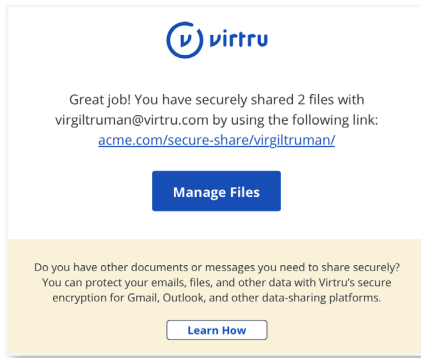 virtru
Great job! You have securely shared 2 files with
virgiltruman@virtru.com by using the following link:
acme.com/secure-share/virgiltruman/
Manage Files
Do you have other documents or messages you need to share securely?
You can protect your emails, files, and other data with Virtru's secure
encryption for Gmail, Outlook, and other data-sharing platforms.
Learn How